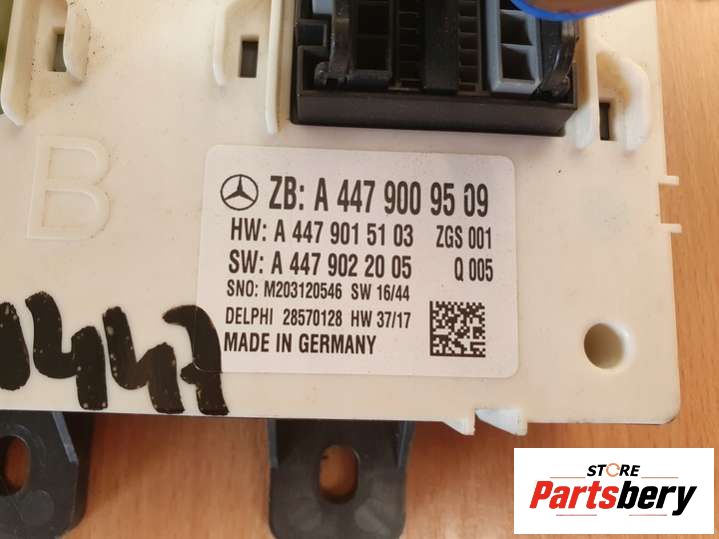 B
ZB: A 447 900 95 09
HW: A 447 901 51 03 ZGS 001
SW: A 447 902 20 05 Q 005
SNO: M203120546 SW 16/44
DELPHI 28570128 HW 37/17
MADE IN GERMANY
447
STORE
Partsbery